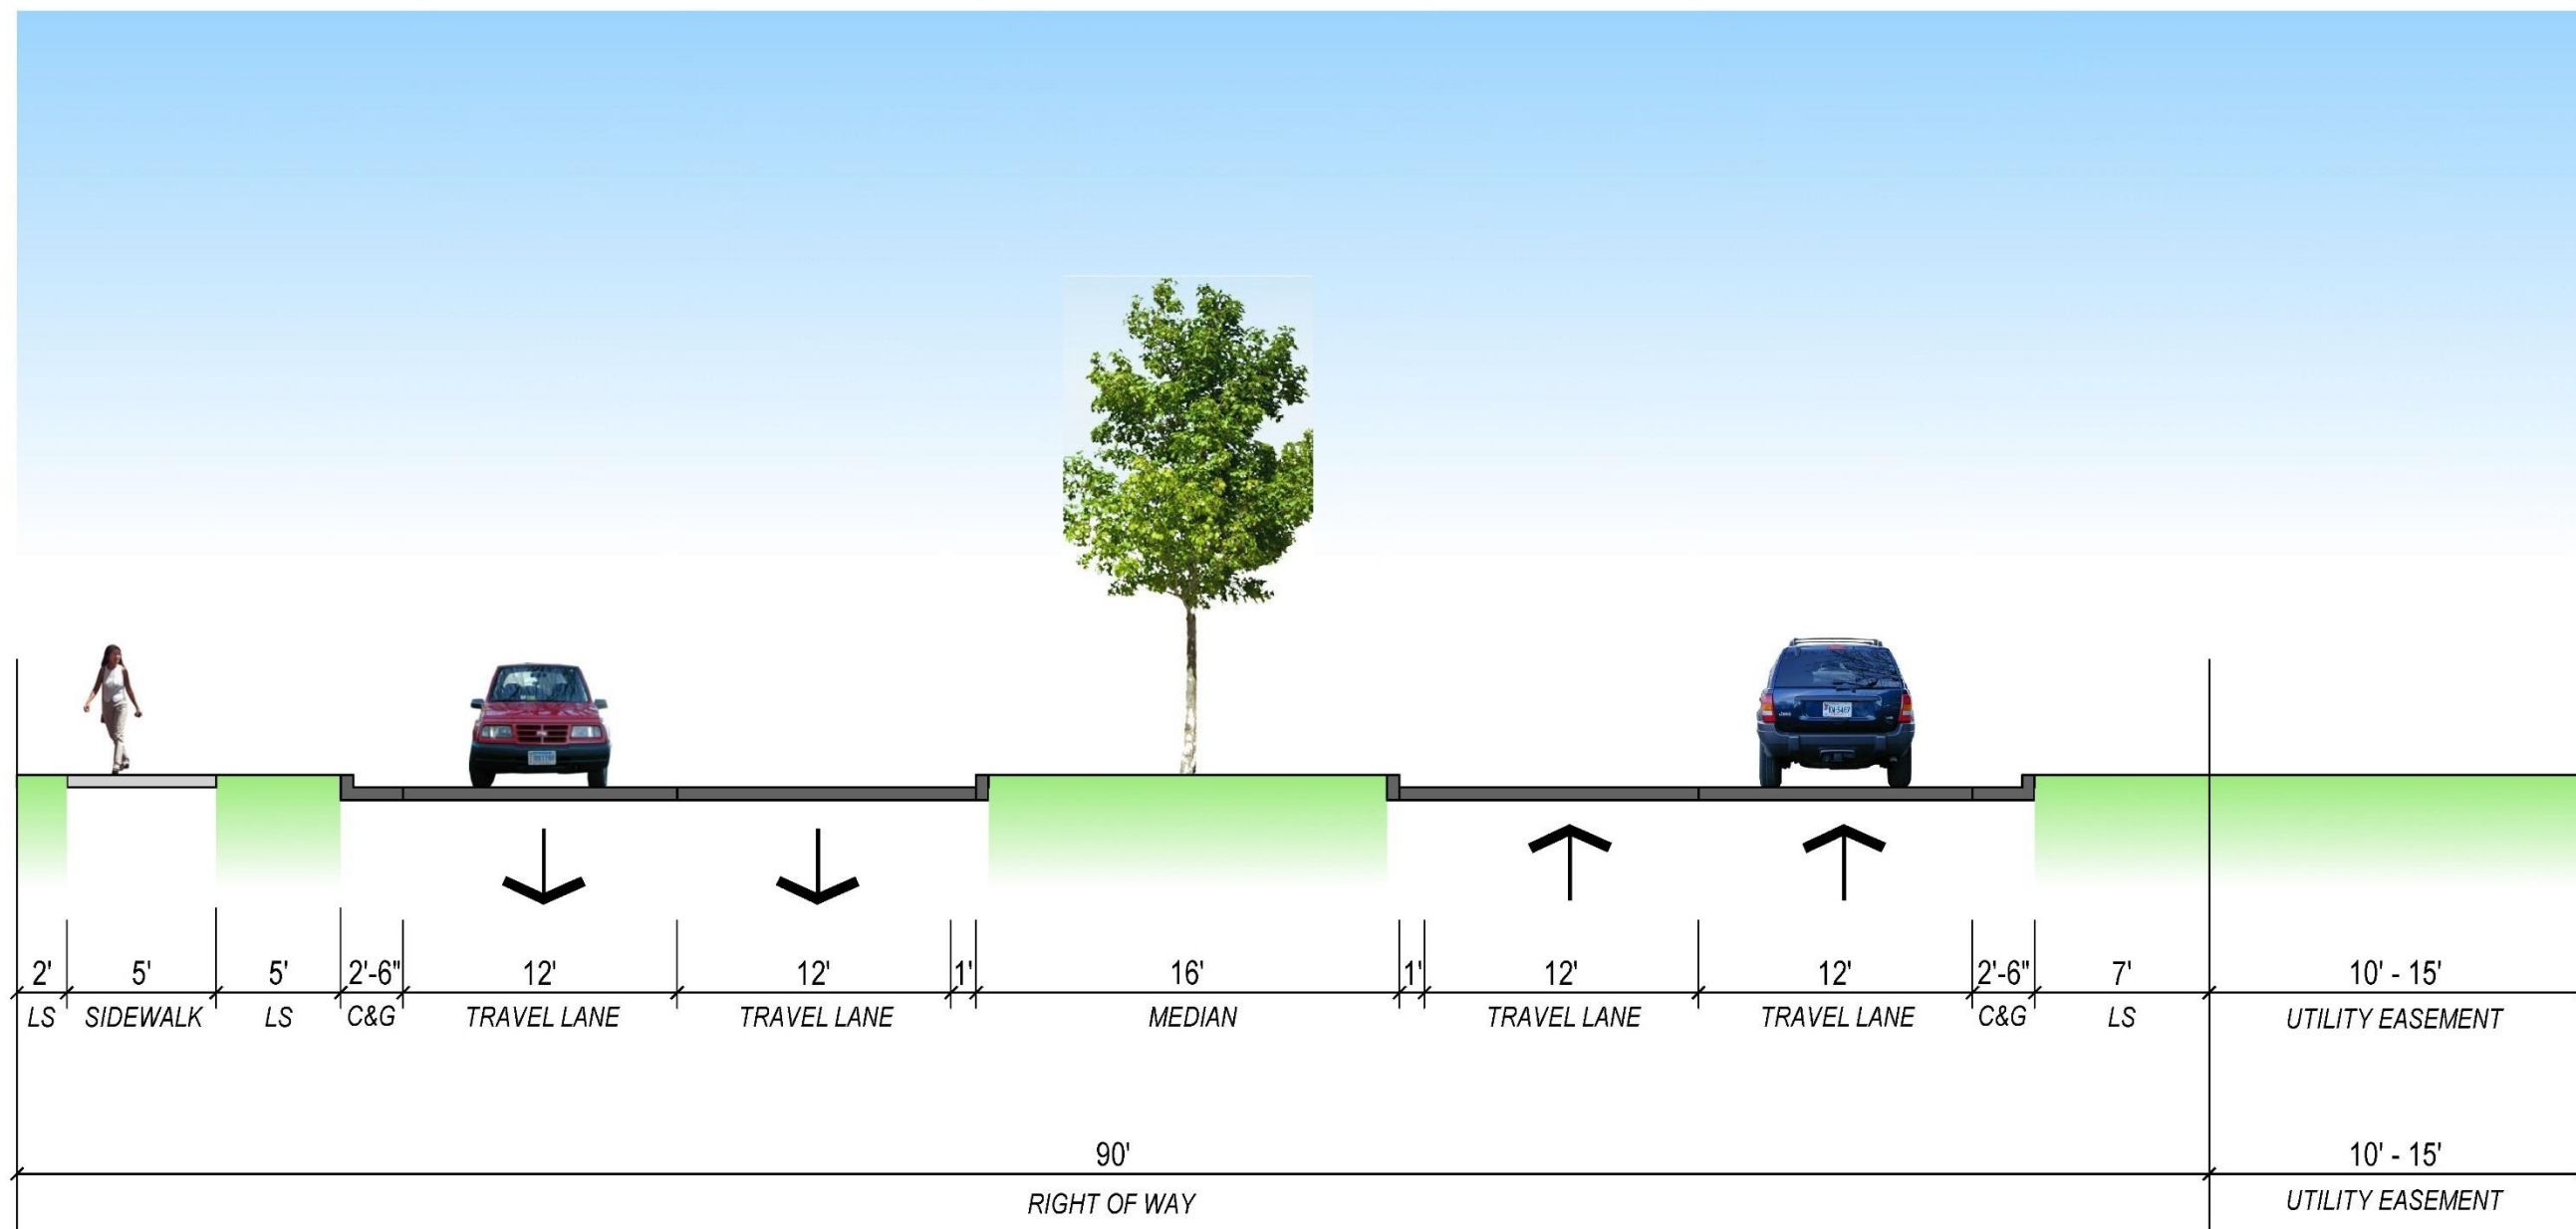 2' 5' 5' 2'-6" 12' 12' 1' 16' 1' 12' 12' 2'-6" 7' 10' - 15'
LS SIDEWALK LS C&G TRAVEL LANE TRAVEL LANE MEDIAN TRAVEL LANE TRAVEL LANE C&G LS UTILITY EASEMENT
90' 10' - 15'
RIGHT OF WAY UTILITY EASEMENT